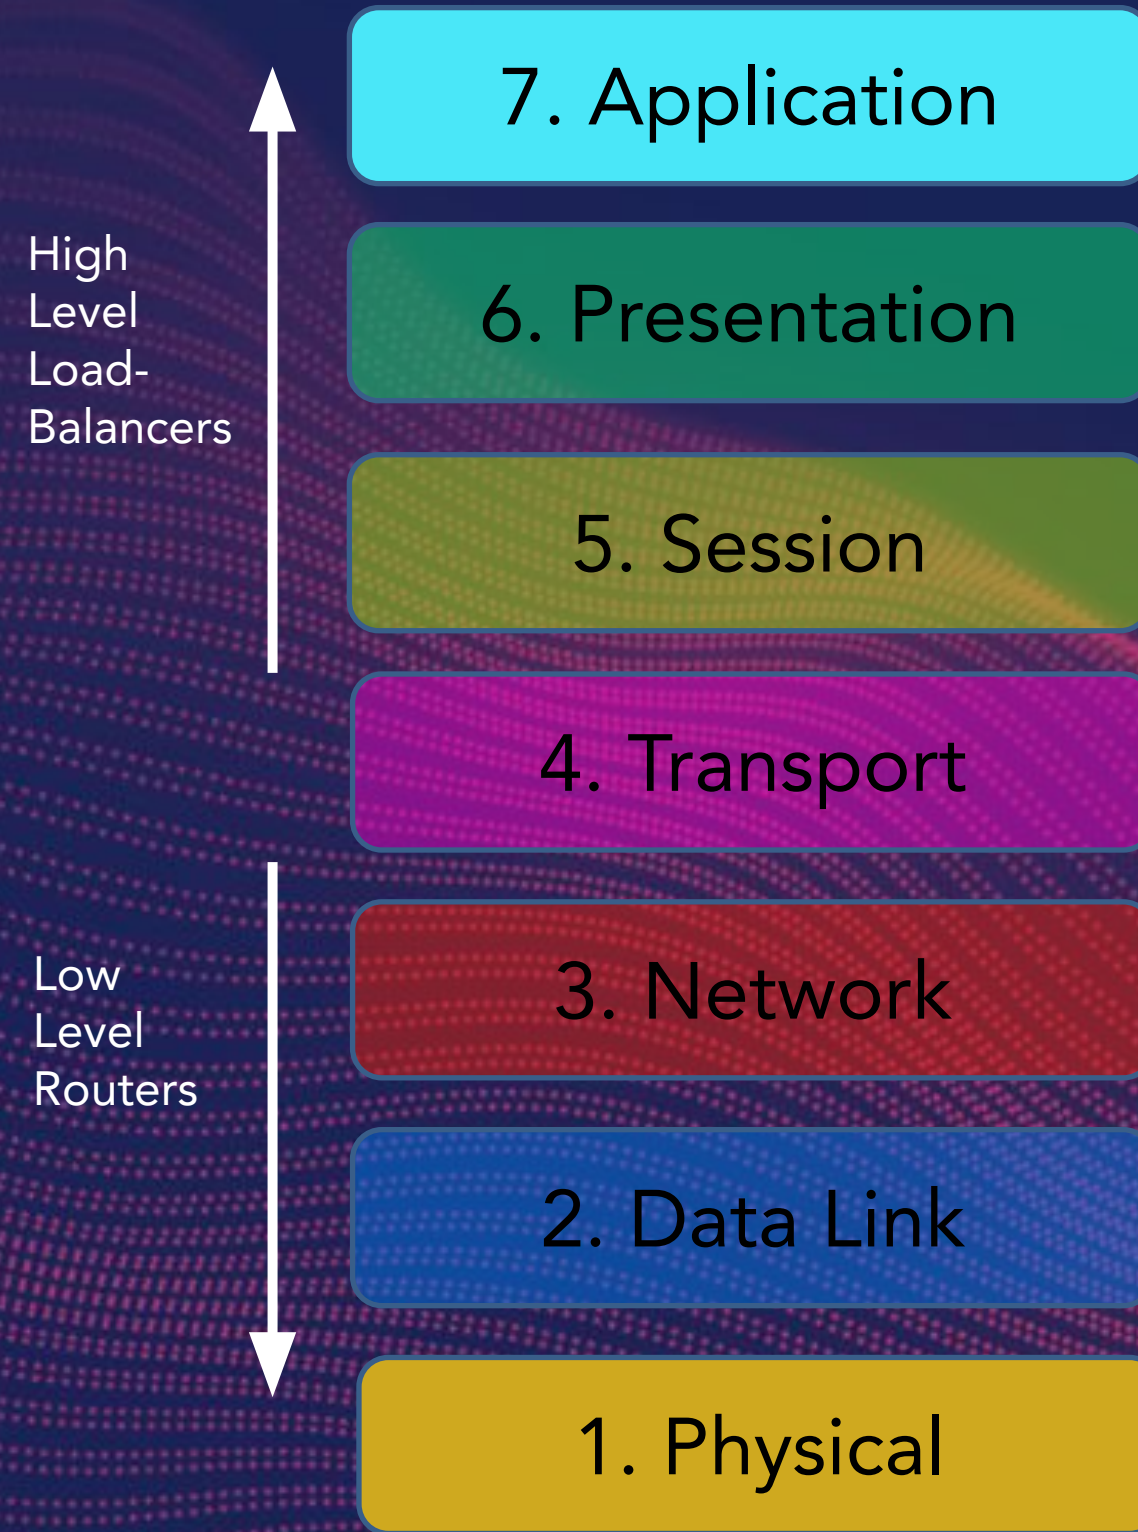 7. Application
High
Level
Load-
Balancers
6. Presentation
5. Session
4. Transport
Low
Level
Routers
3. Network
2. Data Link
1. Physical